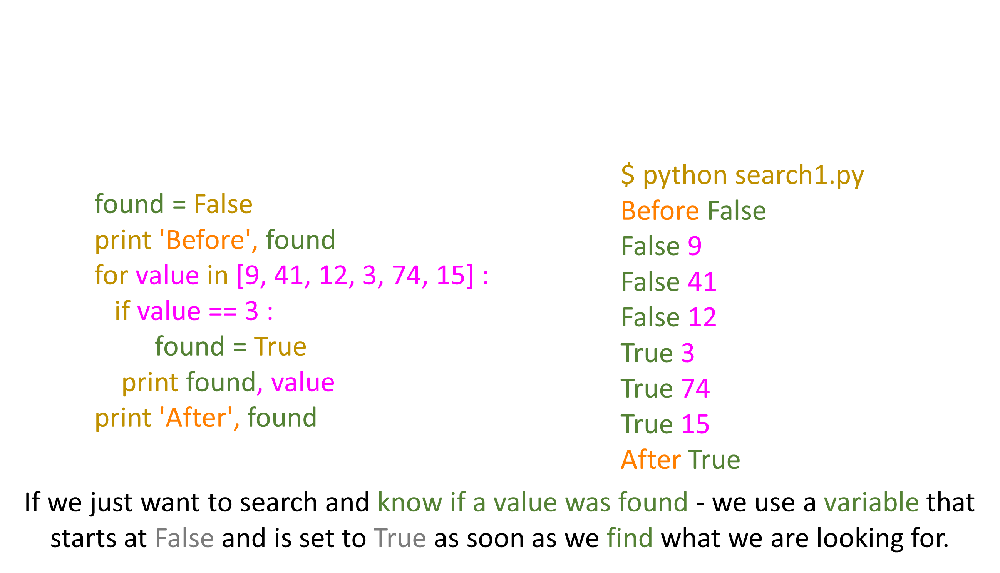 found = False
print 'Before', found
for value in [9, 41, 12, 3, 74, 15] :
if value == 3 :
found = True
print found, value
print 'After', found
$ python search1.py
Before False
False 9
False 41
False 12
True 3
True 74
True 15
After True
If we just want to search and know if a value was found - we use a variable that
starts at False and is set to True as soon as we find what we are looking for.